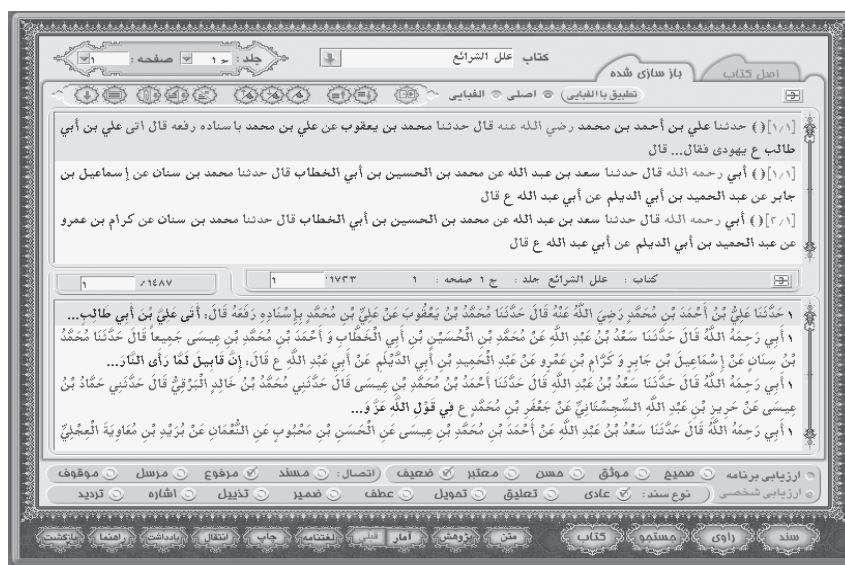 اصل کتاب
باز سازی شده
کتاب علل الشرائع
جلد : ج ۱ صفحه : ۱
تطبیق با الفبایی) اصلی الفبایی
[۱/۱]( ) حدثنا علي بن أحمد بن محمد رضي الله عنه قال حدثنا محمد بن يعقوب عن علي بن محمد باسناده رفعه قال اتى علي بن أبي
طالب ع يهودى فقال... قال
[۱/۱]( ) أبي رحمه الله قال حدثنا سعد بن عبد الله عن محمد بن الحسين بن أبي الخطاب قال حدثنا محمد بن سنان عن إسماعيل بن
جابر عن عبد الحميد بن أبي الديلم عن أبي عبد الله ع قال
[۲/۱]( ) أبي رحمه الله قال حدثنا سعد بن عبد الله عن محمد بن الحسين بن أبي الخطاب قال حدثنا محمد بن سنان عن كرام بن عمرو
عن عبد الحميد بن أبي الديلم عن أبي عبد الله ع قال
کتاب : علل الشرائع جلد : ج ۱ صفحه : ۱ ۱ ۱۷۳۳/ ۱ ۱۴۸۷/
۱ حَدَّثَنَا عَلِيُّ بْنُ أَحْمَدَ بْنِ مُحَمَّدٍ رَضِيَ اللَّهُ عَنْهُ قَالَ حَدَّثَنَا مُحَمَّدُ بْنُ يَعْقُوبَ عَنْ عَلِيِّ بْنِ مُحَمَّدٍ بِإِسْنَادِهِ رَفَعَهُ قَالَ: أَتَى عَلِيَّ بْنَ أَبِي طَالِبٍ...
۱ أَبِي رَحِمَهُ اللَّهُ قَالَ حَدَّثَنَا سَعْدُ بْنُ عَبْدِ اللَّهِ عَنْ مُحَمَّدِ بْنِ الْحُسَيْنِ بْنِ أَبِي الْخَطَّابِ وَ أَحْمَدَ بْنِ مُحَمَّدِ بْنِ عِيسَى جَمِيعاً قَالَ حَدَّثَنَا مُحَمَّدُ
بْنُ سِنَانٍ عَنْ إِسْمَاعِيلَ بْنِ جَابِرٍ وَ كَرَّامِ بْنِ عَمْرٍو عَنْ عَبْدِ الْحَمِيدِ بْنِ أَبِي الدَّيْلَمِ عَنْ أَبِي عَبْدِ اللَّهِ ع قَالَ: إِنَّ قَابِيلَ لَمَّا رَأَى النَّارَ...
۱ أَبِي رَحِمَهُ اللَّهُ قَالَ حَدَّثَنَا سَعْدُ بْنُ عَبْدِ اللَّهِ قَالَ حَدَّثَنَا أَحْمَدُ بْنُ مُحَمَّدِ بْنِ عِيسَى قَالَ حَدَّثَنِي مُحَمَّدُ بْنُ خَالِدٍ الْبَرْقِيُّ قَالَ حَدَّثَنِي حَمَّادُ بْنُ
عِيسَى عَنْ حَرِيزِ بْنِ عَبْدِ اللَّهِ السِّجِسْتَانِيِّ عَنْ جَعْفَرِ بْنِ مُحَمَّدٍ ع فِي قَوْلِ اللَّهِ عَزَّ وَ...
۱ أَبِي رَحِمَهُ اللَّهُ قَالَ حَدَّثَنَا سَعْدُ بْنُ عَبْدِ اللَّهِ عَنْ أَحْمَدَ بْنِ مُحَمَّدِ بْنِ عِيسَى عَنِ الْحَسَنِ بْنِ مَحْبُوبٍ عَنِ النُّعْمَانِ عَنْ بُرَيْدِ بْنِ مُعَاوِيَةَ الْعِجْلِيِّ
ارزیابی برنامه صحیح موثق حسن معتبر ضعیف (اتصال: مسند مرفوع مرسل موقوف
ارزیابی شخصی ( نوع سند: عادی تعلیق تحویل عطف ضمیر تذییل اشاره تردید
سند راوی جستجو کتاب متن پژوهش آمار قبلی لغتنامه چاپ انتقال یادداشت راهنما بازگشت